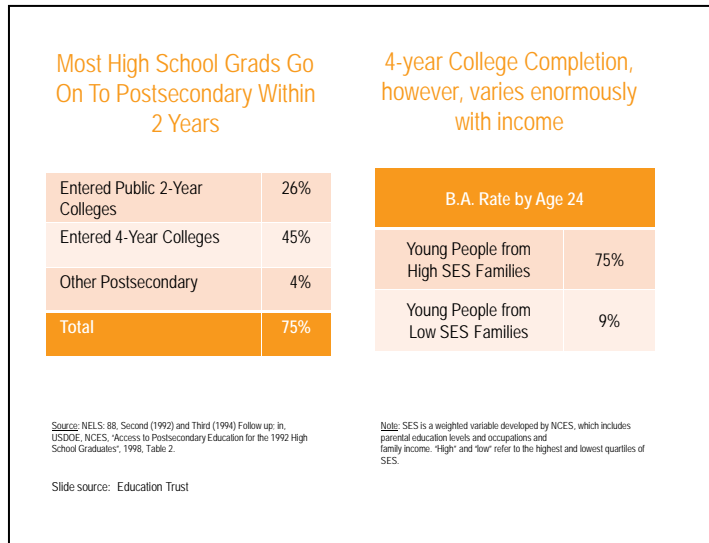 Most High School Grads Go
On To Postsecondary Within
2 Years
Entered Public 2-Year
Colleges
26%
Entered 4-Year Colleges
45%
Other Postsecondary
4%
Total
75%
Source: NELS: 88, Second (1992) and Third (1994) Follow up: in,
USDOE, NCES, “Access to Postsecondary Education for the 1992 High
School Graduates”, 1998, Table 2.
Slide source: Education Trust
4-year College Completion,
however, varies enormously
with income
B.A. Rate by Age 24
Young People from
High SES Families
75%
Young People from
Low SES Families
9%
Note: SES is a weighted variable developed by NCES, which includes
parental education levels and occupations and
family income. “High” and “low” refer to the highest and lowest quartiles of
SES.